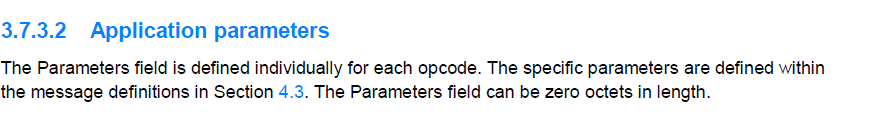 3.7.3.2 Application parameters
The Parameters field is defined individually for each opcode. The specific parameters are defined within
the message definitions in Section 4.3. The Parameters field can be zero octets in length.